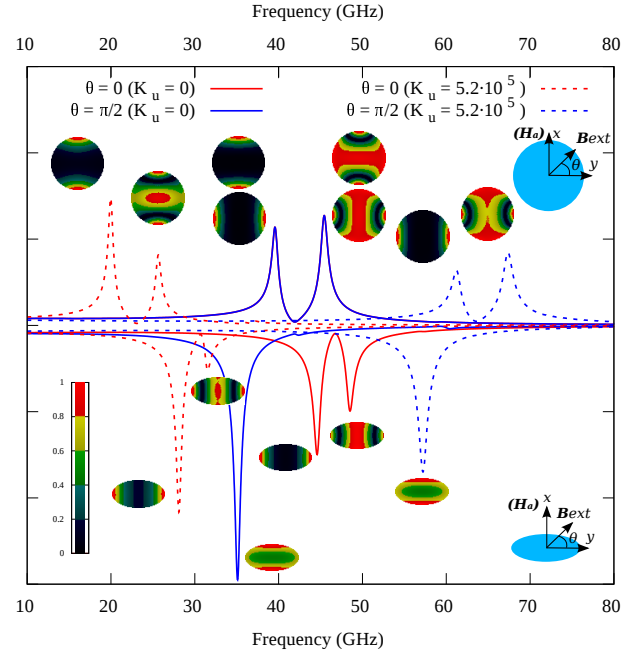 Frequency (GHz)
10 20 30 40 50 60 70 80
θ = 0 ( K u = 0) θ = 0 ( K u = 5.2·10 5 )
θ = π/2 ( K u = 0) θ = π/2 ( K u = 5.2·10 5 )
(Ha) x Bext
θ y
1
0.8
0.6
0.4
0.2
0
(Ha) x
Bext
θ y
10 20 30 40 50 60 70 80
Frequency (GHz)